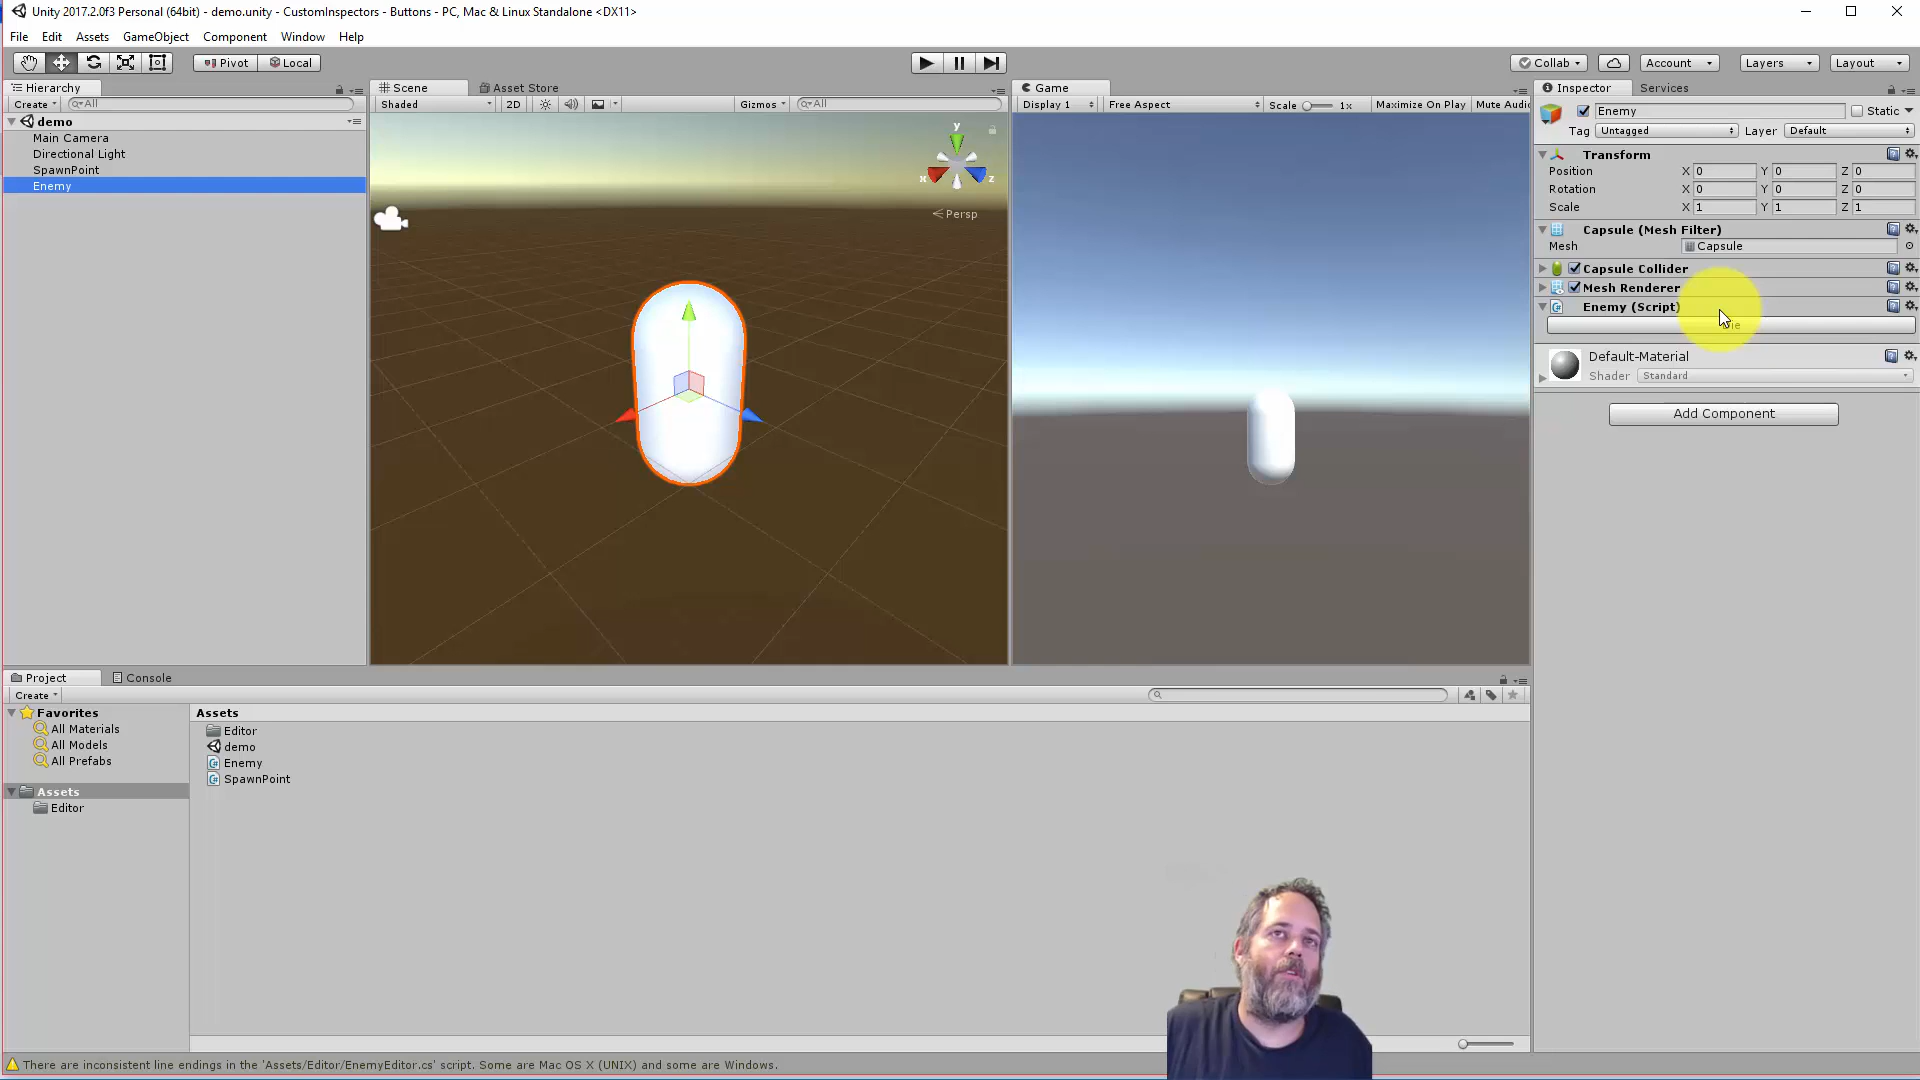 Unity 2017.2.0f3 Personal (64bit) - demo.unity - CustomInspectors - Buttons - PC, Mac & Linux Standalone <DX11>
File Edit Assets GameObject Component Window Help
Pivot Local Collab Account Layers Layout
Hierarchy
Create All
demo
Main Camera
Directional Light
SpawnPoint
Enemy
Scene Asset Store
Shaded 2D Gizmos All
y
x z
Persp
Game
Display 1 Free Aspect Scale 1x Maximize On Play Mute Audio
Inspector Services
Enemy Static
Tag Untagged Layer Default
Transform
Position X 0 Y 0 Z 0
Rotation X 0 Y 0 Z 0
Scale X 1 Y 1 Z 1
Capsule (Mesh Filter)
Mesh Capsule
Capsule Collider
Mesh Renderer
Enemy (Script)
Default-Material
Shader Standard
Add Component
Project Console
Create
Favorites
All Materials
All Models
All Prefabs
Assets
Editor
Assets
Editor
demo
Enemy
SpawnPoint
There are inconsistent line endings in the 'Assets/Editor/EnemyEditor.cs' script. Some are Mac OS X (UNIX) and some are Windows.